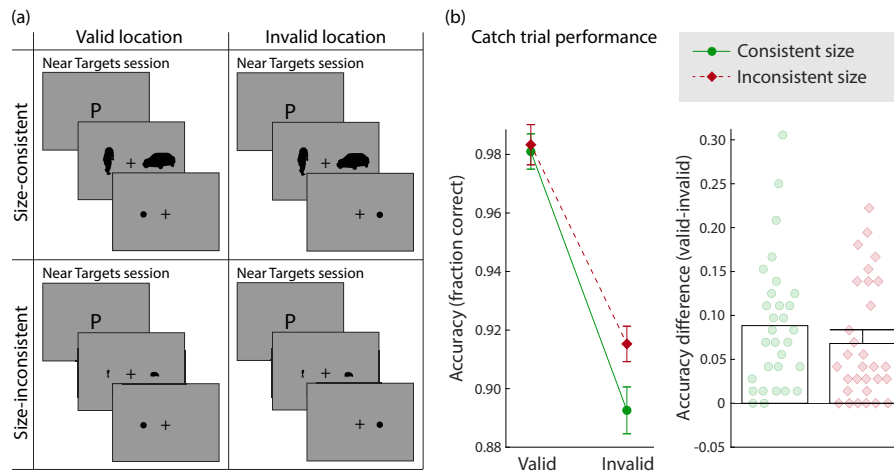 (a)
Valid location
Invalid location
Size-consistent
Near Targets session
P
+
+
Near Targets session
P
+
+
Size-inconsistent
Near Targets session
P
+
+
Near Targets session
P
+
+
(b)
Catch trial performance
Consistent size
Inconsistent size
Accuracy (fraction correct)
0.98
0.96
0.94
0.92
0.90
0.88
Valid
Invalid
Accuracy difference (valid-invalid)
0.30
0.25
0.20
0.15
0.10
0.05
0
-0.05